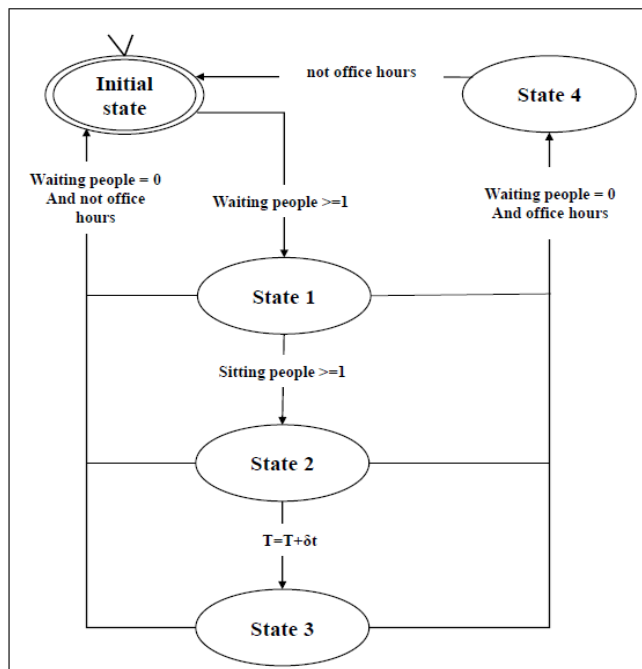 Initial
state
not office hours
State 4
Waiting people = 0
And not office
hours
Waiting people >=1
Waiting people = 0
And office hours
State 1
Sitting people >=1
State 2
T=T+δt
State 3